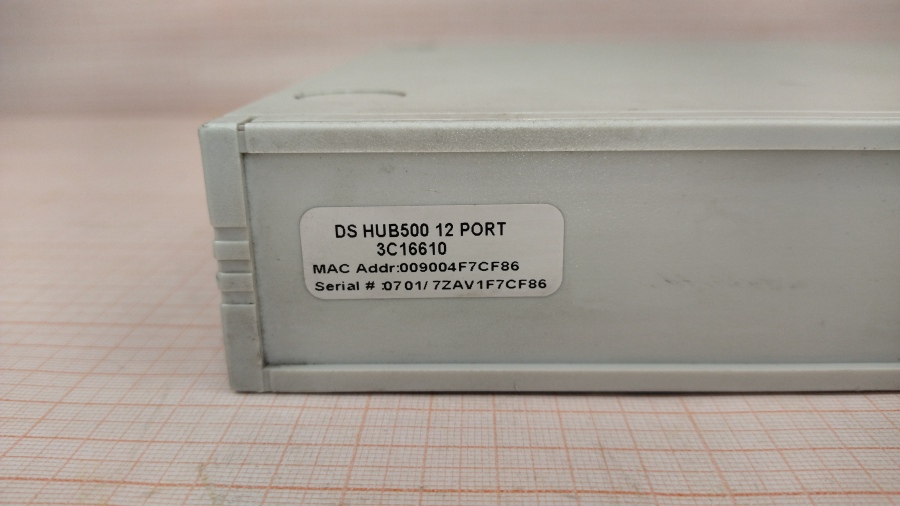 DS HUB500 12 PORT
3C16610
MAC Addr:009004F7CF86
Serial # :0701/ 7ZAV1F7CF86